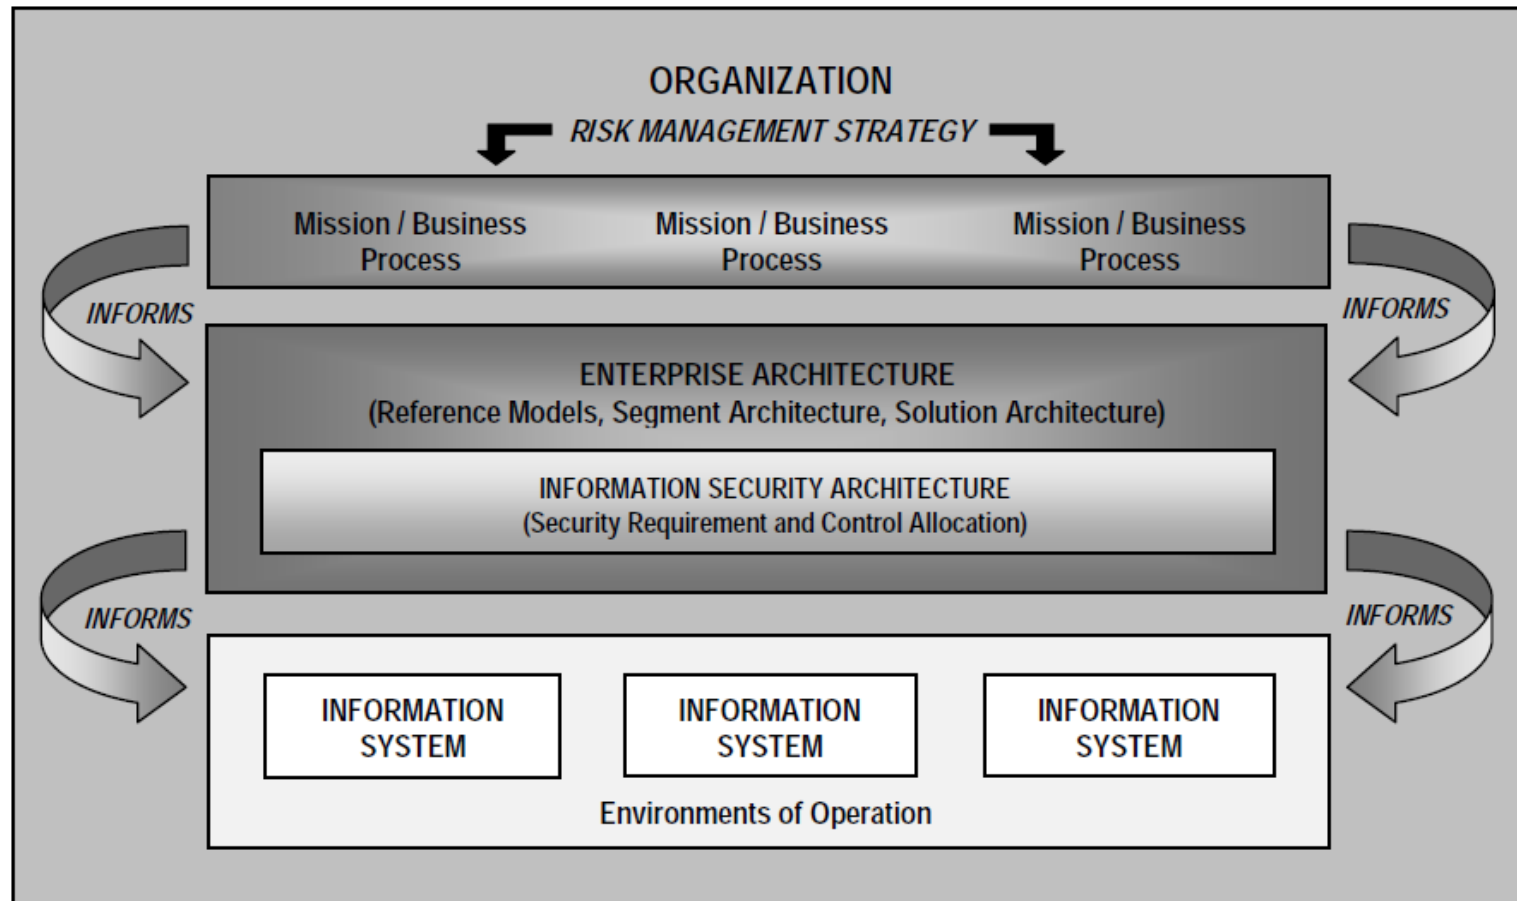 ORGANIZATION
RISK MANAGEMENT STRATEGY
Mission / Business
Process
Mission / Business
Process
Mission / Business
Process
INFORMS
INFORMS
ENTERPRISE ARCHITECTURE
(Reference Models, Segment Architecture, Solution Architecture)
INFORMATION SECURITY ARCHITECTURE
(Security Requirement and Control Allocation)
INFORMS
INFORMS
INFORMATION
SYSTEM
INFORMATION
SYSTEM
INFORMATION
SYSTEM
Environments of Operation